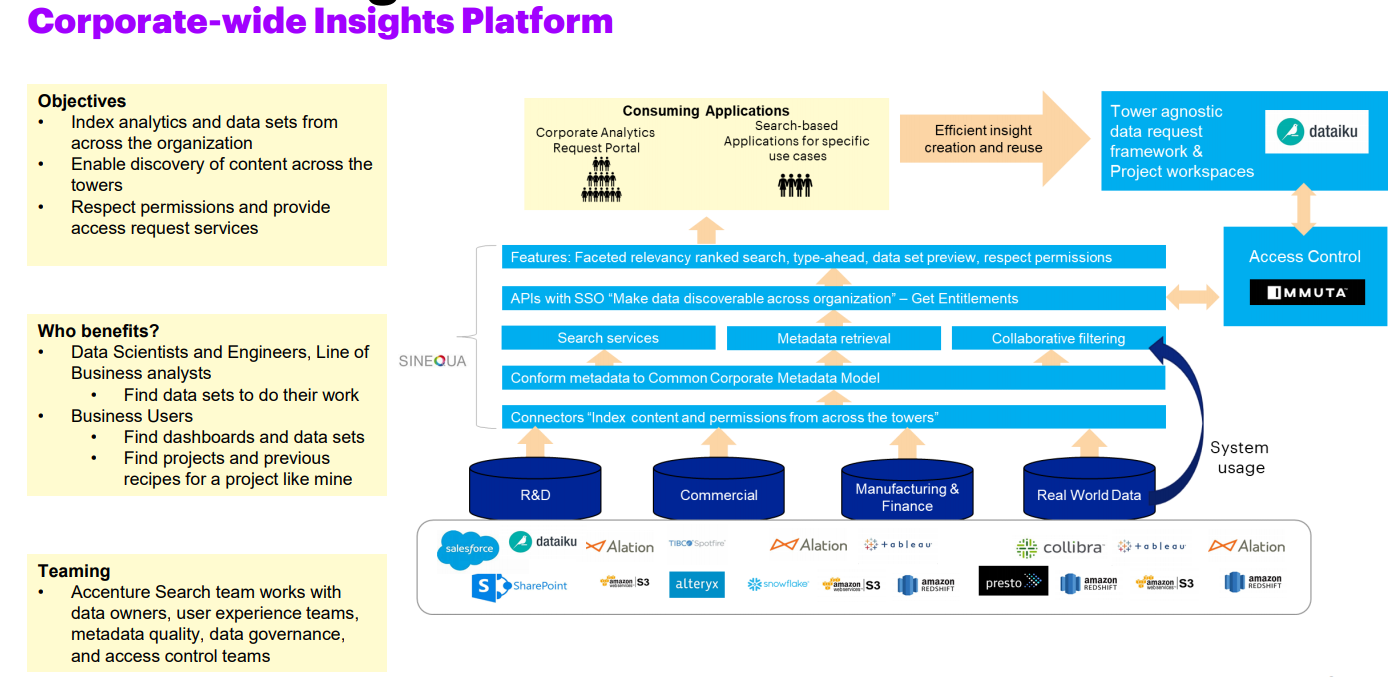 Corporate-wide Insights Platform
Objectives
• Index analytics and data sets from
across the organization
• Enable discovery of content across the
towers
• Respect permissions and provide
access request services
Who benefits?
• Data Scientists and Engineers, Line of
Business analysts
• Find data sets to do their work
• Business Users
• Find dashboards and data sets
• Find projects and previous
recipes for a project like mine
Teaming
• Accenture Search team works with
data owners, user experience teams,
metadata quality, data governance,
and access control teams
Consuming Applications
Corporate Analytics
Request Portal
Search-based
Applications for specific
use cases
Efficient insight
creation and reuse
Tower agnostic
data request
framework &
Project workspaces
dataiku
Access Control
IMMUTA
SINEQUA
Features: Faceted relevancy ranked search, type-ahead, data set preview, respect permissions
APIs with SSO “Make data discoverable across organization” – Get Entitlements
Search services
Metadata retrieval
Collaborative filtering
Conform metadata to Common Corporate Metadata Model
Connectors “Index content and permissions from across the towers”
System
usage
R&D
Commercial
Manufacturing &
Finance
Real World Data
salesforce
dataiku
Alation
TIBCO Spotfire
Alation
+ableau
collibra
+ableau
Alation
S SharePoint
amazon webservices S3
alteryx
snowflake
amazon webservices S3
amazon
REDSHIFT
presto
amazon
REDSHIFT
amazon webservices S3
amazon
REDSHIFT